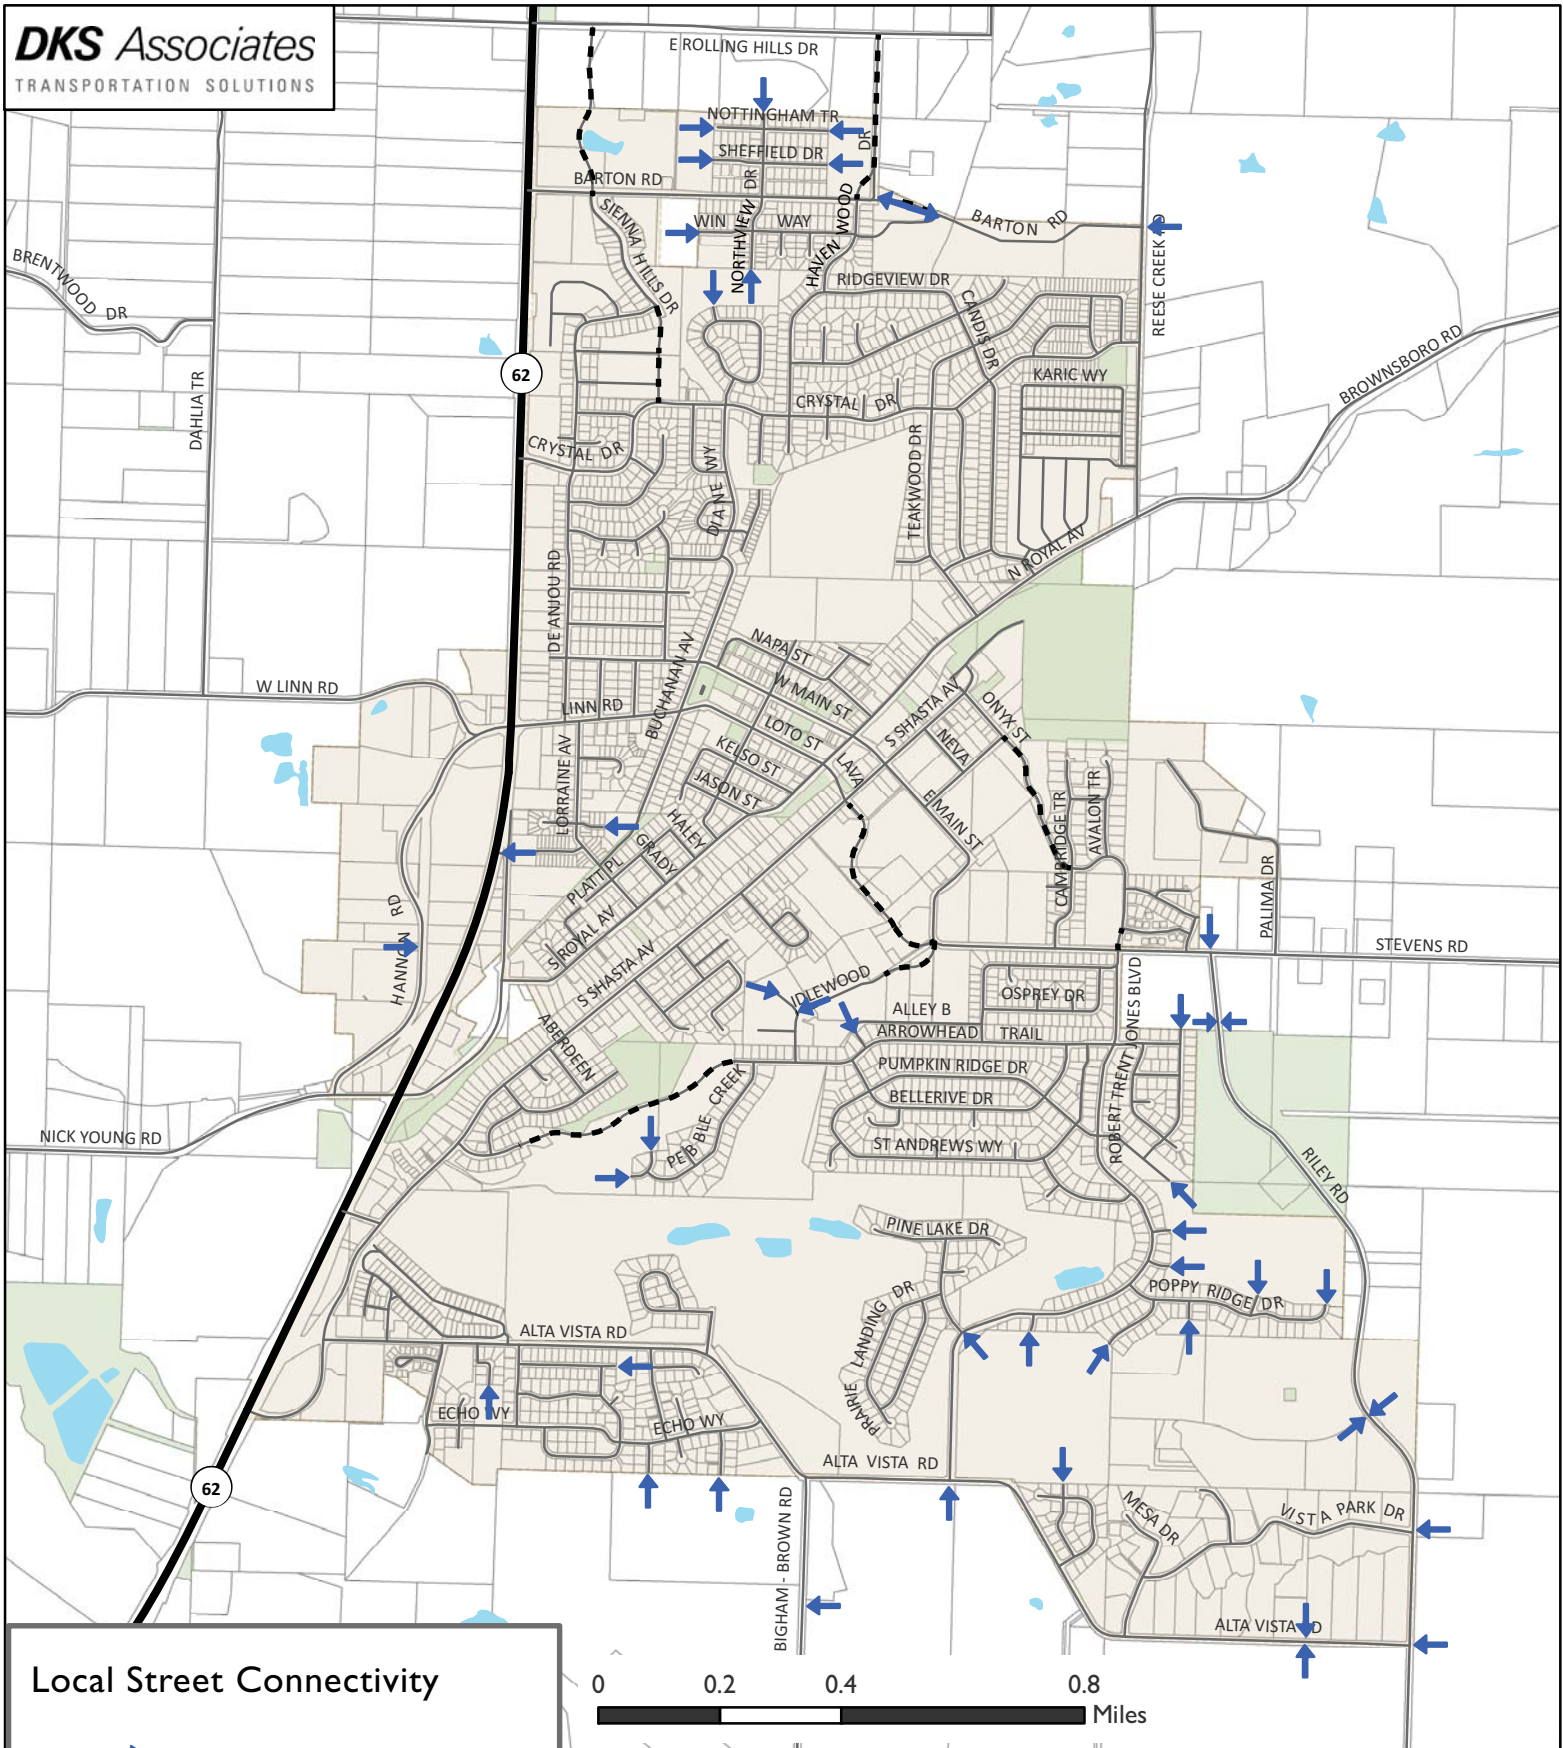 DKS Associates
TRANSPORTATION SOLUTIONS
E ROLLING HILLS DR
NOTTINGHAM TR
SHEFFIELD DR
DR
BARTON RD
DR
SIENNA HILLS DR
WIN WAY
NORTHVIEW
HAVEN WOOD
BARTON RD
REESE CREEK RD
BRENTWOOD DR
RIDGEVIEW DR
CANDIS DR
BROWNSBORO RD
62
KARIC WY
DAHLIA TR
CRYSTAL DR
CRYSTAL DR
DIANE WY
TEAKWOOD DR
N ROYAL AV
DE ANJOU RD
NAPA ST
BUCHANAN AV
W LINN RD
W MAIN ST
S SHASTA AV
ONYX ST
LINN RD
LOTO ST
NEVA
KELSO ST
LAVA
LORRAINE AV
JASON ST
E MAIN ST
CAMBRIDGE TR
AVALON TR
HALEY
GRADY
PLATT PL
PALIMA DR
HANNON RD
S ROYAL AV
STEVENS RD
S SHASTA AV
IDLEWOOD
OSPREY DR
ALLEY B
ARROWHEAD TRAIL
ABERDEEN
PUMPKIN RIDGE DR
ROBERT TRENT JONES BLVD
BELLERIVE DR
PEBBLE CREEK
NICK YOUNG RD
ST ANDREWS WY
RILEY RD
PINE LAKE DR
POPPY RIDGE DR
PRAIRIE LANDING DR
ALTA VISTA RD
ECHO WY
ECHO WY
ALTA VISTA RD
62
BIGHAM - BROWN RD
MESA DR
VISTA PARK DR
ALTA VISTA RD
Local Street Connectivity
0 0.2 0.4 0.8
Miles